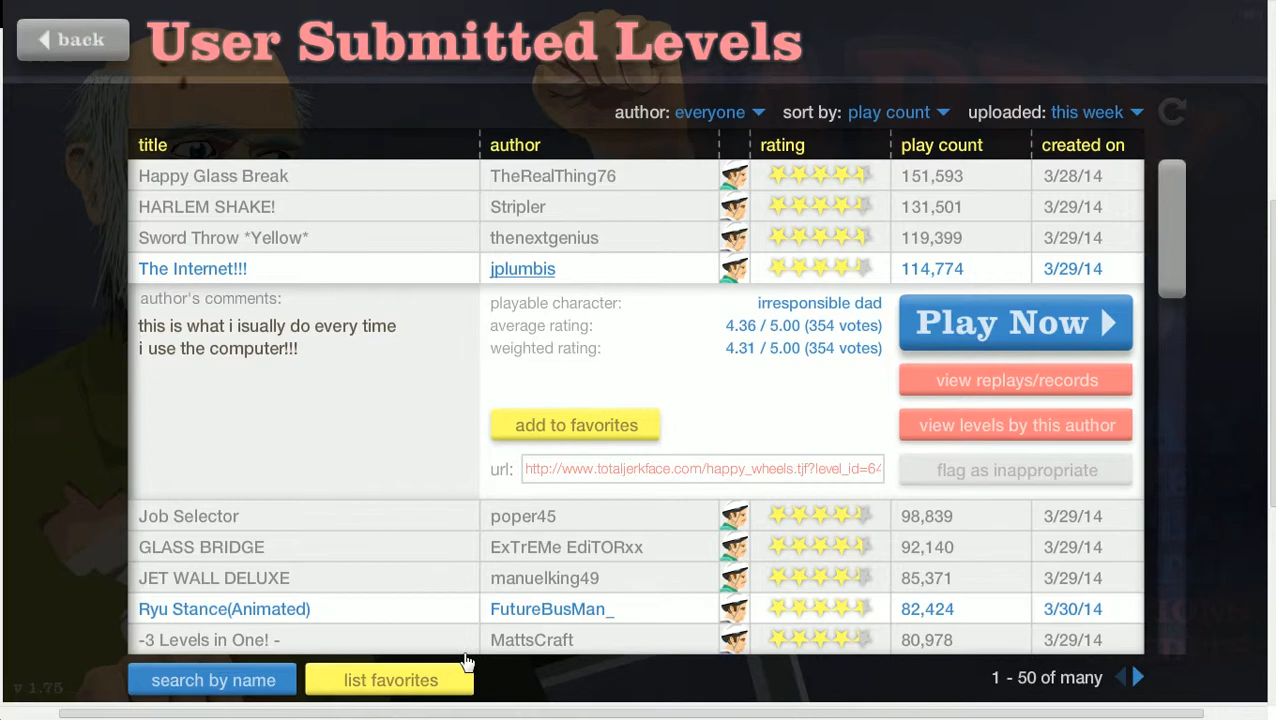 back
User Submitted Levels
author: everyone sort by: play count uploaded: this week
title author rating play count created on
Happy Glass Break TheRealThing76 151,593 3/28/14
HARLEM SHAKE! Stripler 131,501 3/29/14
Sword Throw *Yellow* thenextgenius 119,399 3/29/14
The Internet!!! jplumbis 114,774 3/29/14
author's comments:
this is what i isually do every time
i use the computer!!!
playable character: irresponsible dad
average rating: 4.36 / 5.00 (354 votes)
weighted rating: 4.31 / 5.00 (354 votes)
add to favorites
url: http://www.totaljerkface.com/happy_wheels.tjf?level_id=64
Play Now
view replays/records
view levels by this author
flag as inappropriate
Job Selector poper45 98,839 3/29/14
GLASS BRIDGE ExTrEMe EdiTORxx 92,140 3/29/14
JET WALL DELUXE manuelking49 85,371 3/29/14
Ryu Stance(Animated) FutureBusMan_ 82,424 3/30/14
-3 Levels in One! - MattsCraft 80,978 3/29/14
v 1.75 search by name list favorites 1 - 50 of many